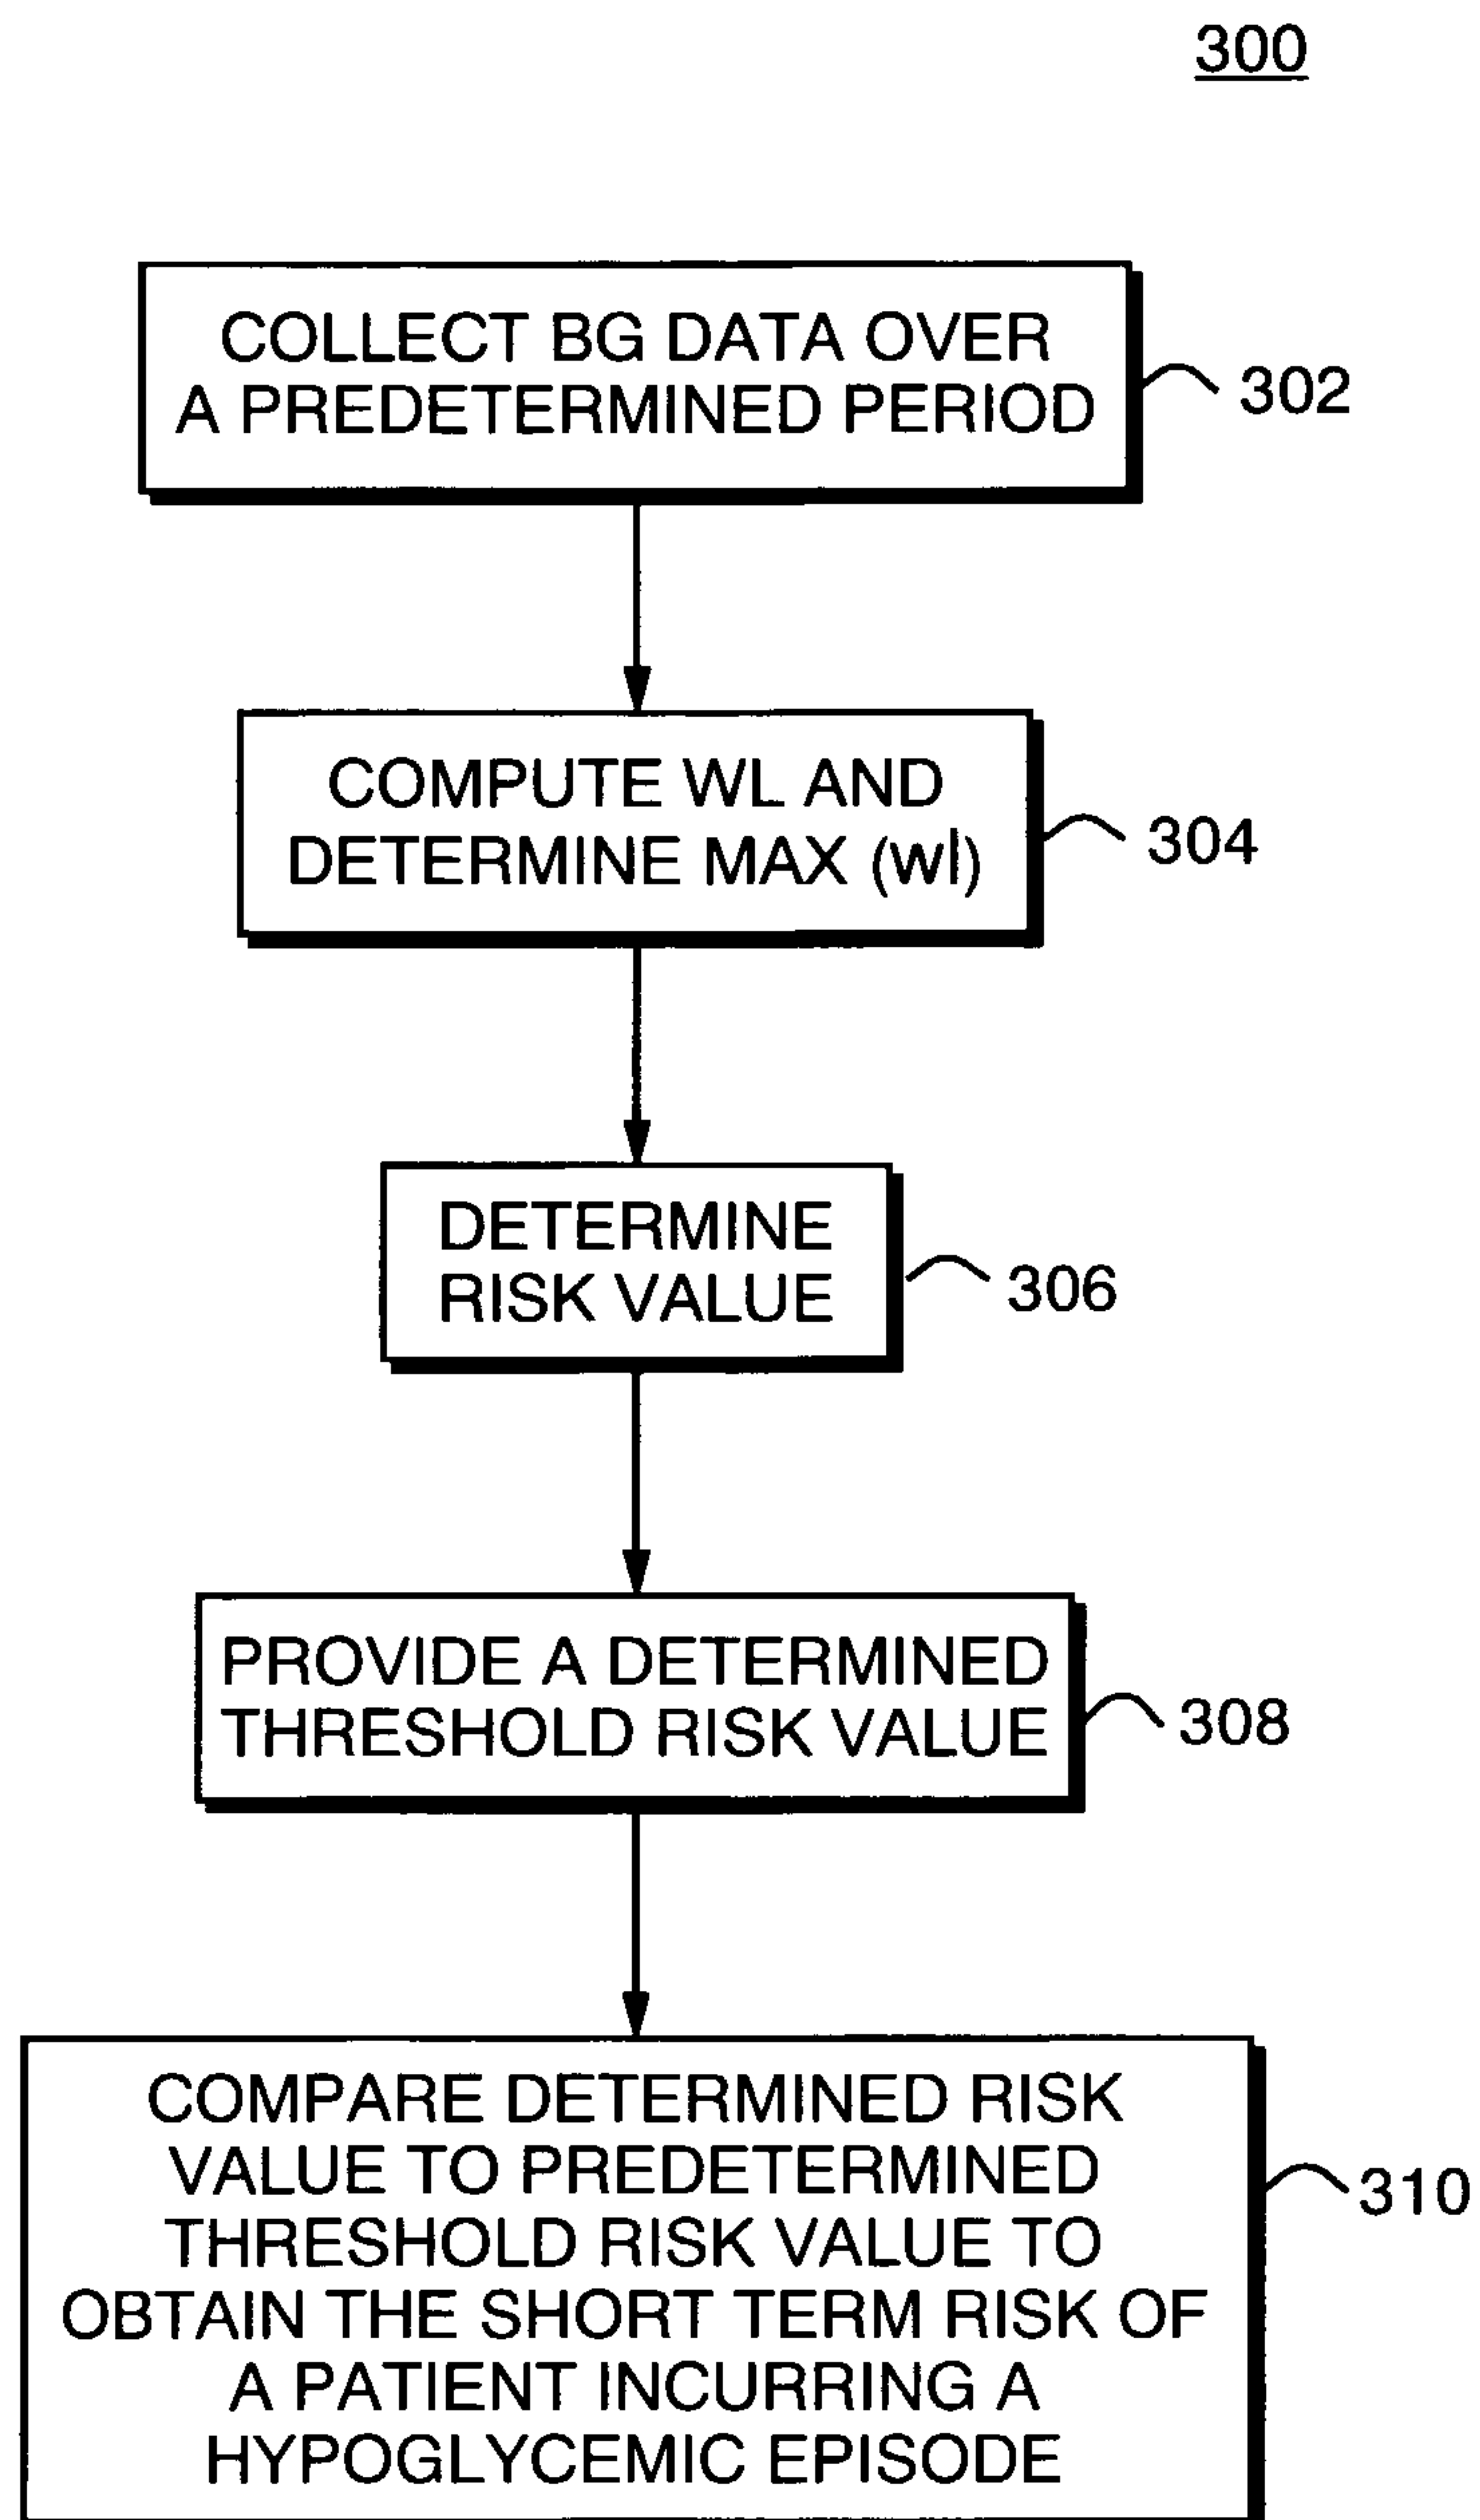 300
COLLECT BG DATA OVER
A PREDETERMINED PERIOD
302
COMPUTE WL AND
DETERMINE MAX (wl)
304
DETERMINE
RISK VALUE
306
PROVIDE A DETERMINED
THRESHOLD RISK VALUE
308
COMPARE DETERMINED RISK
VALUE TO PREDETERMINED
THRESHOLD RISK VALUE TO
OBTAIN THE SHORT TERM RISK OF
A PATIENT INCURRING A
HYPOGLYCEMIC EPISODE
310